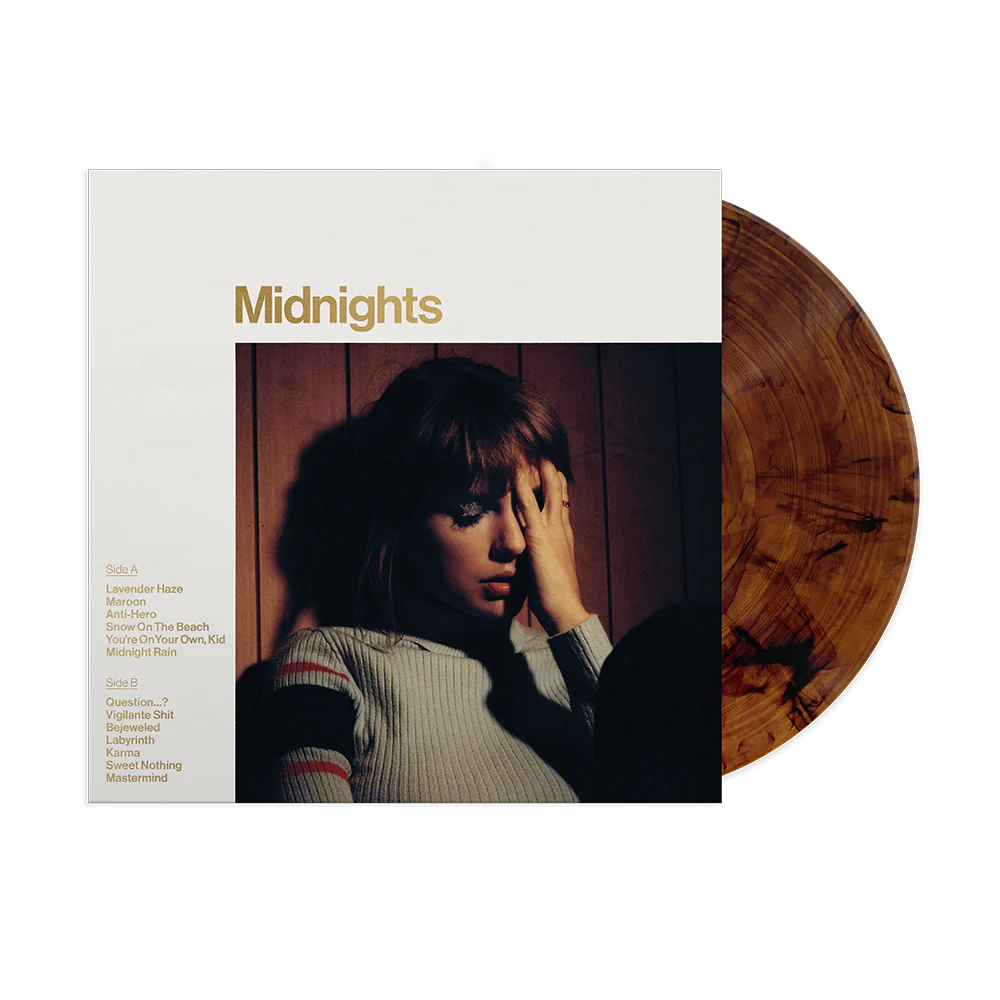 Midnights
Side A
Lavender Haze
Maroon
Anti-Hero
Snow On The Beach
You're On Your Own, Kid
Midnight Rain
Side B
Question...?
Vigilante Shit
Bejeweled
Labyrinth
Karma
Sweet Nothing
Mastermind